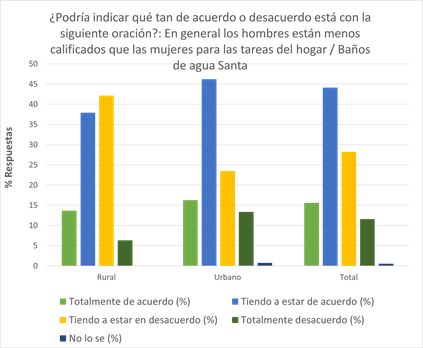 ¿Podría indicar qué tan de acuerdo o desacuerdo está con la
siguiente oración?: En general los hombres están menos
calificados que las mujeres para las tareas del hogar / Baños
de agua Santa
% Respuestas
50
45
40
35
30
25
20
15
10
5
0
Rural Urbano Total
Totalmente de acuerdo (%) Tiendo a estar de acuerdo (%)
Tiendo a estar en desacuerdo (%) Totalmente desacuerdo (%)
No lo se (%)